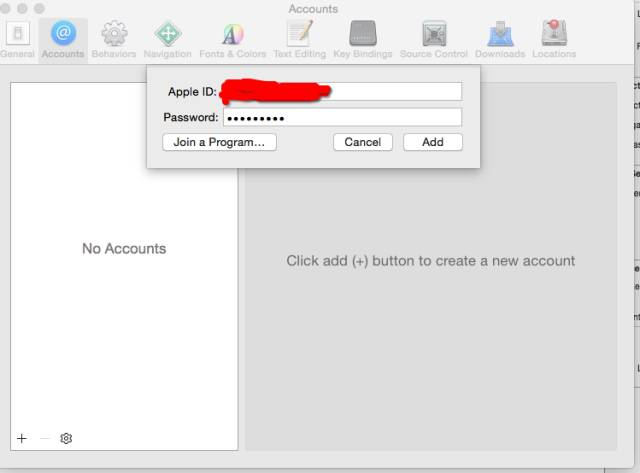 Accounts
General Accounts Behaviors Navigation Fonts & Colors Text Editing Key Bindings Source Control Downloads Locations
Apple ID:
Password: •••••••••
Join a Program... Cancel Add
No Accounts
Click add (+) button to create a new account